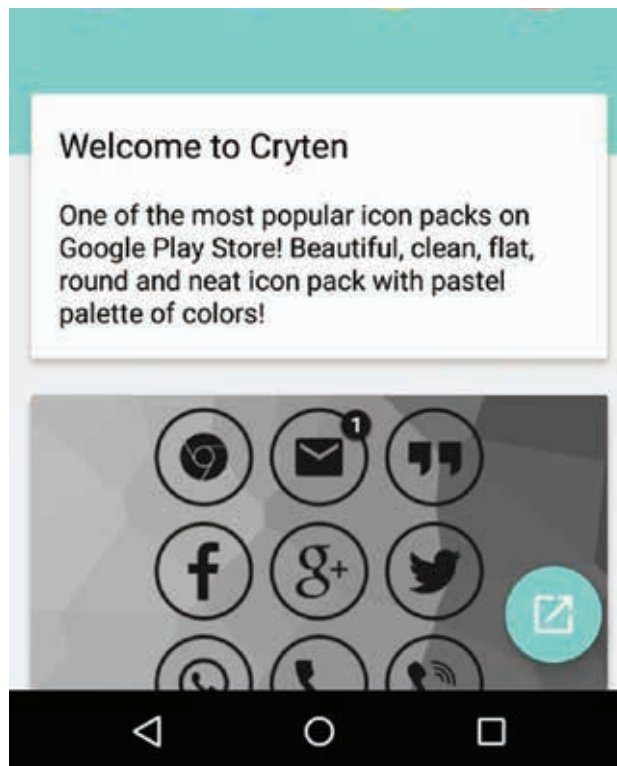 Welcome to Cryten
One of the most popular icon packs on
Google Play Store! Beautiful, clean, flat,
round and neat icon pack with pastel
palette of colors!
1
f
g+